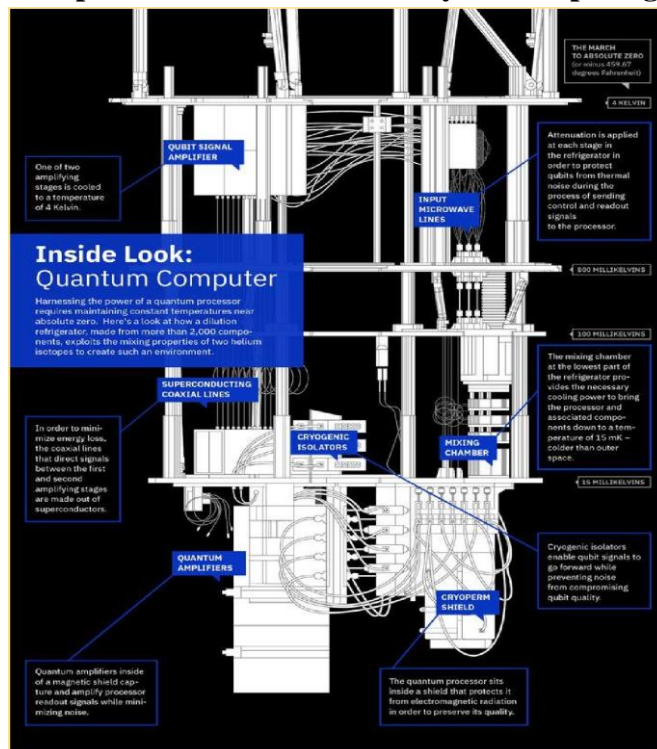 THE MARCH
TO ABSOLUTE ZERO
(or minus 459.67
degrees Fahrenheit)
4 KELVIN
QUBIT SIGNAL
AMPLIFIER
One of two
amplifying
stages is cooled
to a temperature
of 4 Kelvin.
INPUT
MICROWAVE
LINES
Attenuation is applied
at each stage in
the refrigerator in
order to protect
qubits from thermal
noise during the
process of sending
control and readout
signals
to the processor.
Inside Look:
Quantum Computer
Harnessing the power of a quantum processor
requires maintaining constant temperatures near
absolute zero. Here's a look at how a dilution
refrigerator, made from more than 2,000 compo-
nents, exploits the mixing properties of two helium
isotopes to create such an environment.
800 MILLIKELVINS
100 MILLIKELVINS
SUPERCONDUCTING
COAXIAL LINES
In order to mini-
mize energy loss,
the coaxial lines
that direct signals
between the first
and second
amplifying stages
are made out of
superconductors.
CRYOGENIC
ISOLATORS
MIXING
CHAMBER
The mixing chamber
at the lowest part of
the refrigerator pro-
vides the necessary
cooling power to bring
the processor and
associated compo-
nents down to a tem-
perature of 15 mK –
colder than outer
space.
15 MILLIKELVINS
QUANTUM
AMPLIFIERS
Cryogenic isolators
enable qubit signals to
go forward while
preventing noise
from compromising
qubit quality.
CRYOPERM
SHIELD
Quantum amplifiers inside
of a magnetic shield cap-
ture and amplify processor
readout signals while mini-
mizing noise.
The quantum processor sits
inside a shield that protects it
from electromagnetic radiation
in order to preserve its quality.